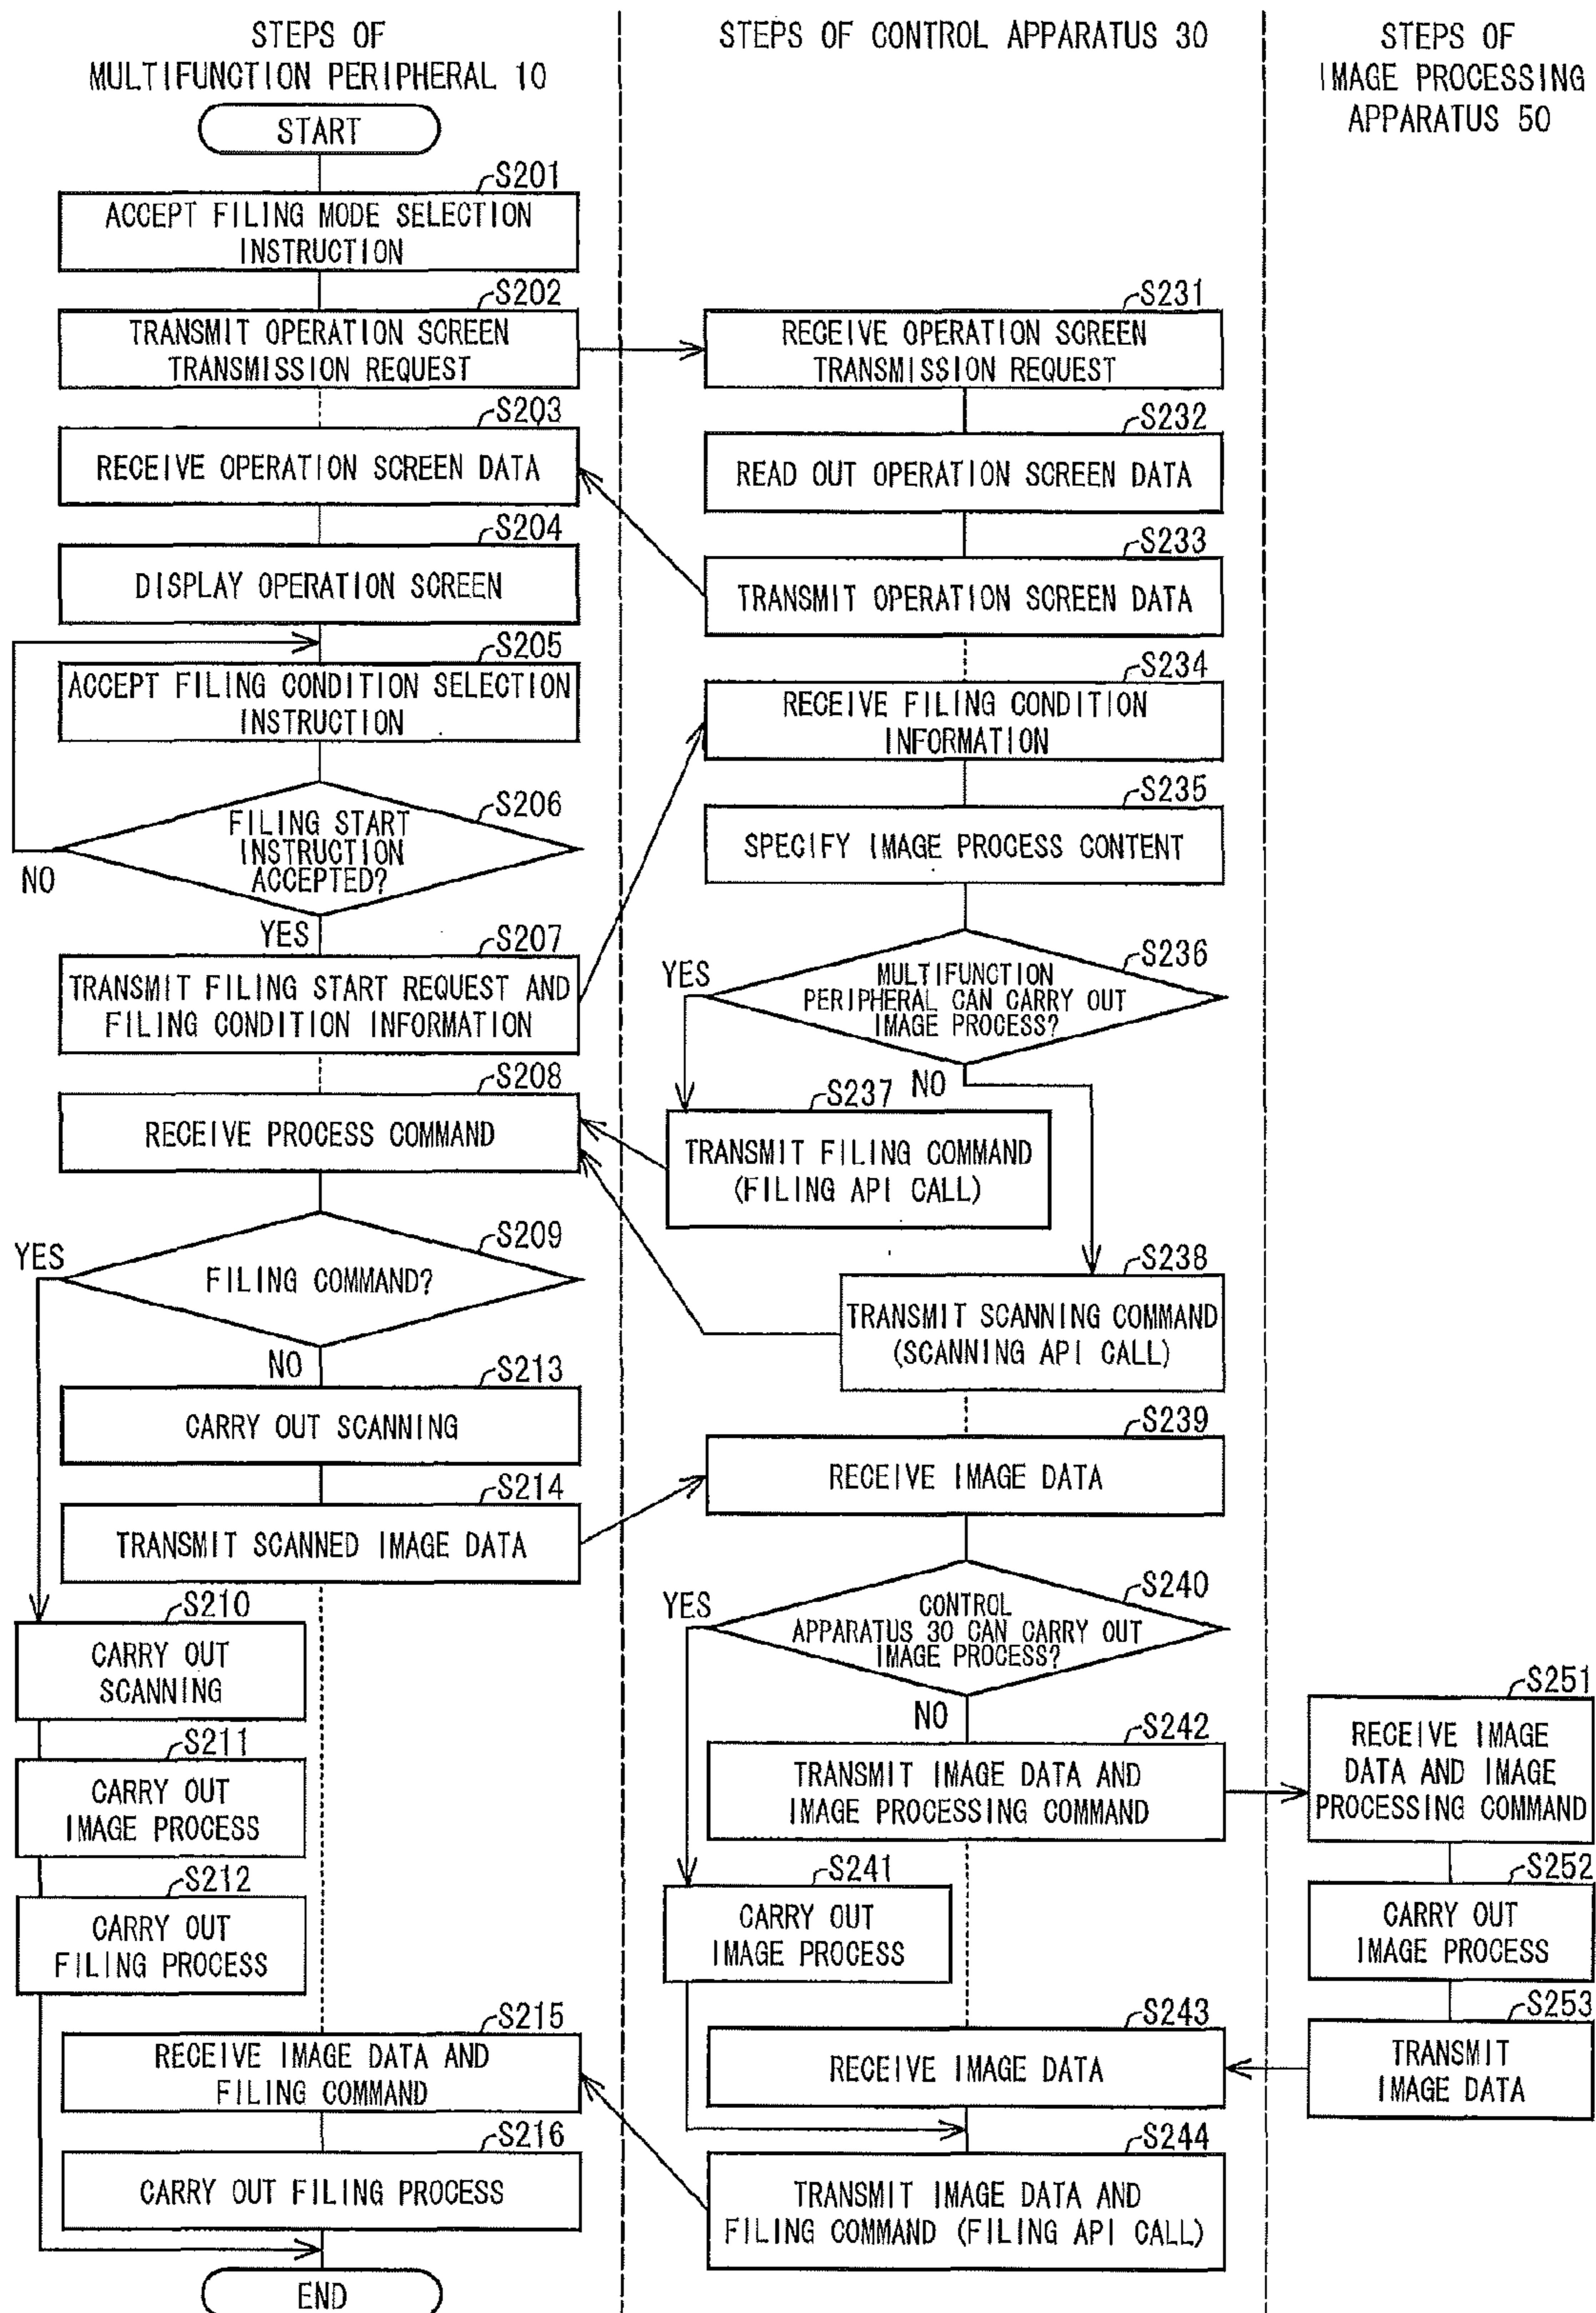 STEPS OF
MULTIFUNCTION PERIPHERAL 10
START
S201
ACCEPT FILING MODE SELECTION
INSTRUCTION
S202
TRANSMIT OPERATION SCREEN
TRANSMISSION REQUEST
S203
RECEIVE OPERATION SCREEN DATA
S204
DISPLAY OPERATION SCREEN
S205
ACCEPT FILING CONDITION SELECTION
INSTRUCTION
S206
FILING START
INSTRUCTION
ACCEPTED?
NO
YES
S207
TRANSMIT FILING START REQUEST AND
FILING CONDITION INFORMATION
S208
RECEIVE PROCESS COMMAND
S209
YES
FILING COMMAND?
NO
S213
CARRY OUT SCANNING
S214
TRANSMIT SCANNED IMAGE DATA
S210
CARRY OUT
SCANNING
S211
CARRY OUT
IMAGE PROCESS
S212
CARRY OUT
FILING PROCESS
S215
RECEIVE IMAGE DATA AND
FILING COMMAND
S216
CARRY OUT FILING PROCESS
END
STEPS OF CONTROL APPARATUS 30
S231
RECEIVE OPERATION SCREEN
TRANSMISSION REQUEST
S232
READ OUT OPERATION SCREEN DATA
S233
TRANSMIT OPERATION SCREEN DATA
S234
RECEIVE FILING CONDITION
INFORMATION
S235
SPECIFY IMAGE PROCESS CONTENT
S236
YES
MULTIFUNCTION
PERIPHERAL CAN CARRY OUT
IMAGE PROCESS?
NO
S237
TRANSMIT FILING COMMAND
(FILING API CALL)
S238
TRANSMIT SCANNING COMMAND
(SCANNING API CALL)
S239
RECEIVE IMAGE DATA
S240
YES
CONTROL
APPARATUS 30 CAN CARRY OUT
IMAGE PROCESS?
NO
S242
TRANSMIT IMAGE DATA AND
IMAGE PROCESSING COMMAND
S241
CARRY OUT
IMAGE PROCESS
S243
RECEIVE IMAGE DATA
S244
TRANSMIT IMAGE DATA AND
FILING COMMAND (FILING API CALL)
STEPS OF
IMAGE PROCESSING
APPARATUS 50
S251
RECEIVE IMAGE
DATA AND IMAGE
PROCESSING COMMAND
S252
CARRY OUT
IMAGE PROCESS
S253
TRANSMIT
IMAGE DATA